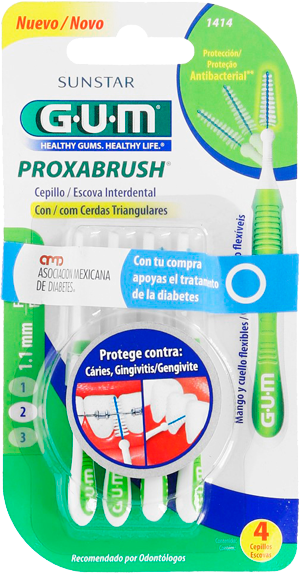 Nuevo/Novo
1414
Protección/
Proteção
Antibacterial**
SUNSTAR
G·U·M
HEALTHY GUMS. HEALTHY LIFE.®
PROXABRUSH®
Cepillo / Escova Interdental
Con / com Cerdas Triangulares
AMD
ASOCIACIÓN MEXICANA
DE DIABETES.
Con tu compra
apoyas el tratamiento
de la diabetes
1.1 mm
1
2
3
Protege contra:
Cáries, Gingivitis/Gengivite
Mango y cuello flexibles /
flexíveis
G·U·M
4
Cepillos
Escovas
Recomendado por Odontólogos